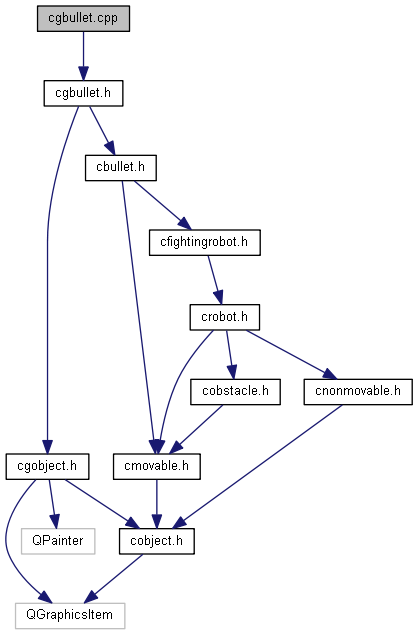 cgbullet.cpp
cgbullet.h
cbullet.h
cfightingrobot.h
crobot.h
cobstacle.h
cnonmovable.h
cgobject.h
cmovable.h
QPainter
cobject.h
QGraphicsItem